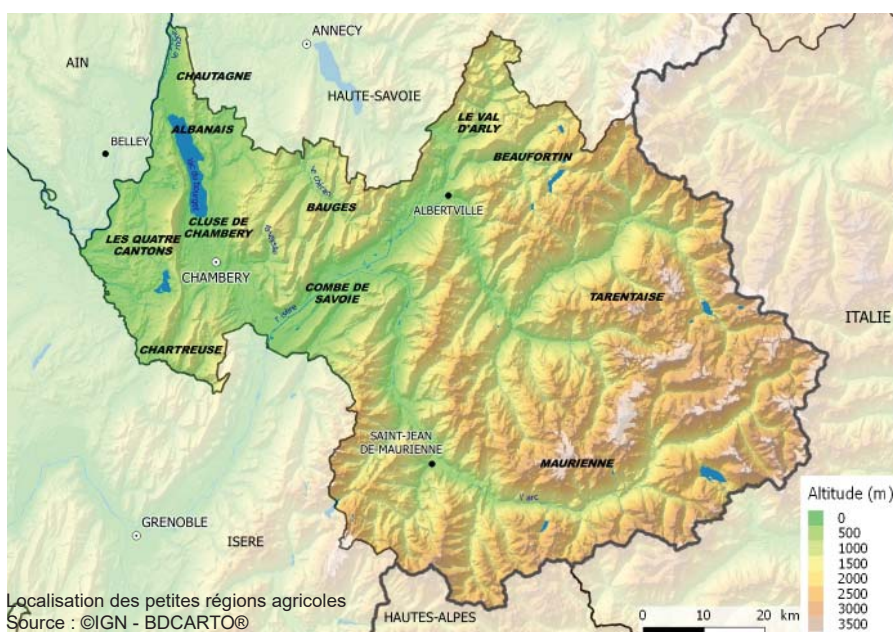 ANNECY
AIN
CHAUTAGNE
HAUTE-SAVOIE
LE VAL
D'ARLY
ALBANAIS
BELLEY
BEAUFORTIN
BAUGES
ALBERTVILLE
CLUSE DE
CHAMBERY
LES QUATRE
CANTONS
CHAMBERY
COMBE DE
SAVOIE
TARENTAISE
l' isère
ITALIE
CHARTREUSE
SAINT-JEAN
DE MAURIENNE
MAURIENNE
l' arc
GRENOBLE
ISERE
HAUTES-ALPES
Altitude (m)
0
500
1000
1500
2000
2500
3000
3500
0 10 20 km
Localisation des petites régions agricoles
Source : ©IGN - BDCARTO®